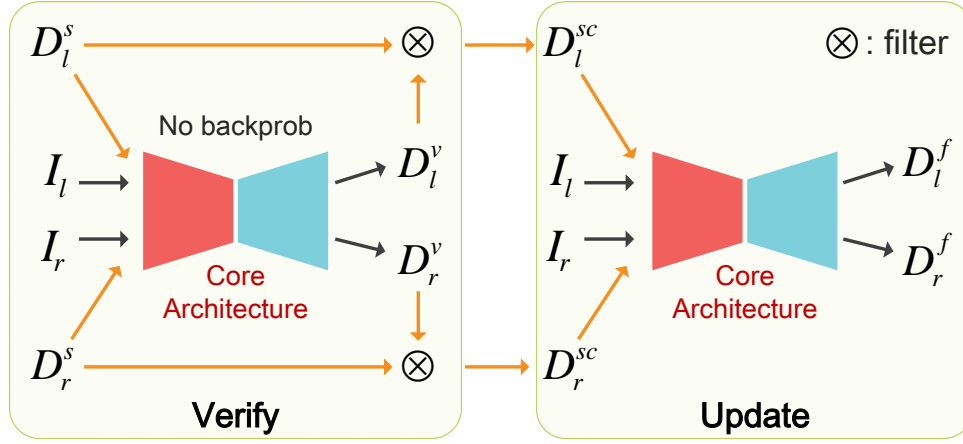 D_l^s
⊗
D_l^{sc}
⊗ : filter
No backprob
I_l
D_l^v
I_l
D_l^f
I_r
D_r^v
I_r
D_r^f
Core
Architecture
Core
Architecture
D_r^s
⊗
D_r^{sc}
Verify
Update